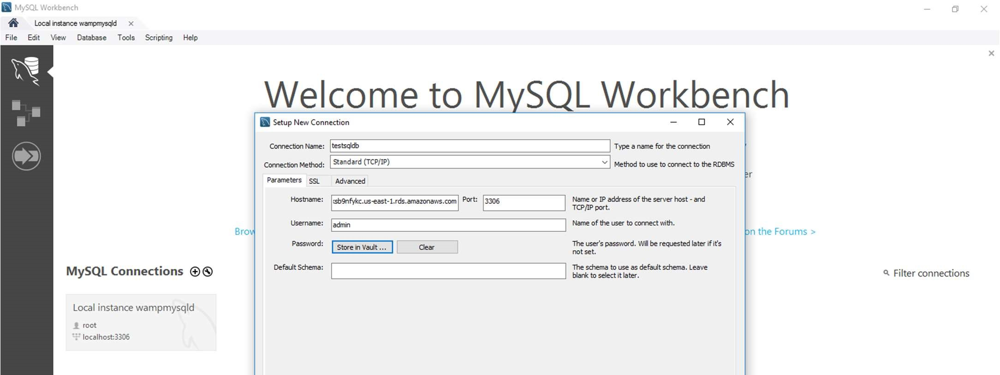 MySQL Workbench
Local instance wampmysqld
File Edit View Database Tools Scripting Help
Welcome to MySQL Workbench
Setup New Connection
Connection Name: testsqldb Type a name for the connection
Connection Method: Standard (TCP/IP) Method to use to connect to the RDBMS
Parameters SSL Advanced
Hostname: sb9nfykc.us-east-1.rds.amazonaws.com Port: 3306 Name or IP address of the server host - and
TCP/IP port.
Username: admin Name of the user to connect with.
Password: Store in Vault ... Clear The user's password. Will be requested later if it's
not set.
Default Schema: The schema to use as default schema. Leave
blank to select it later.
er
Brow on the Forums >
MySQL Connections Filter connections
Local instance wampmysqld
root
localhost:3306